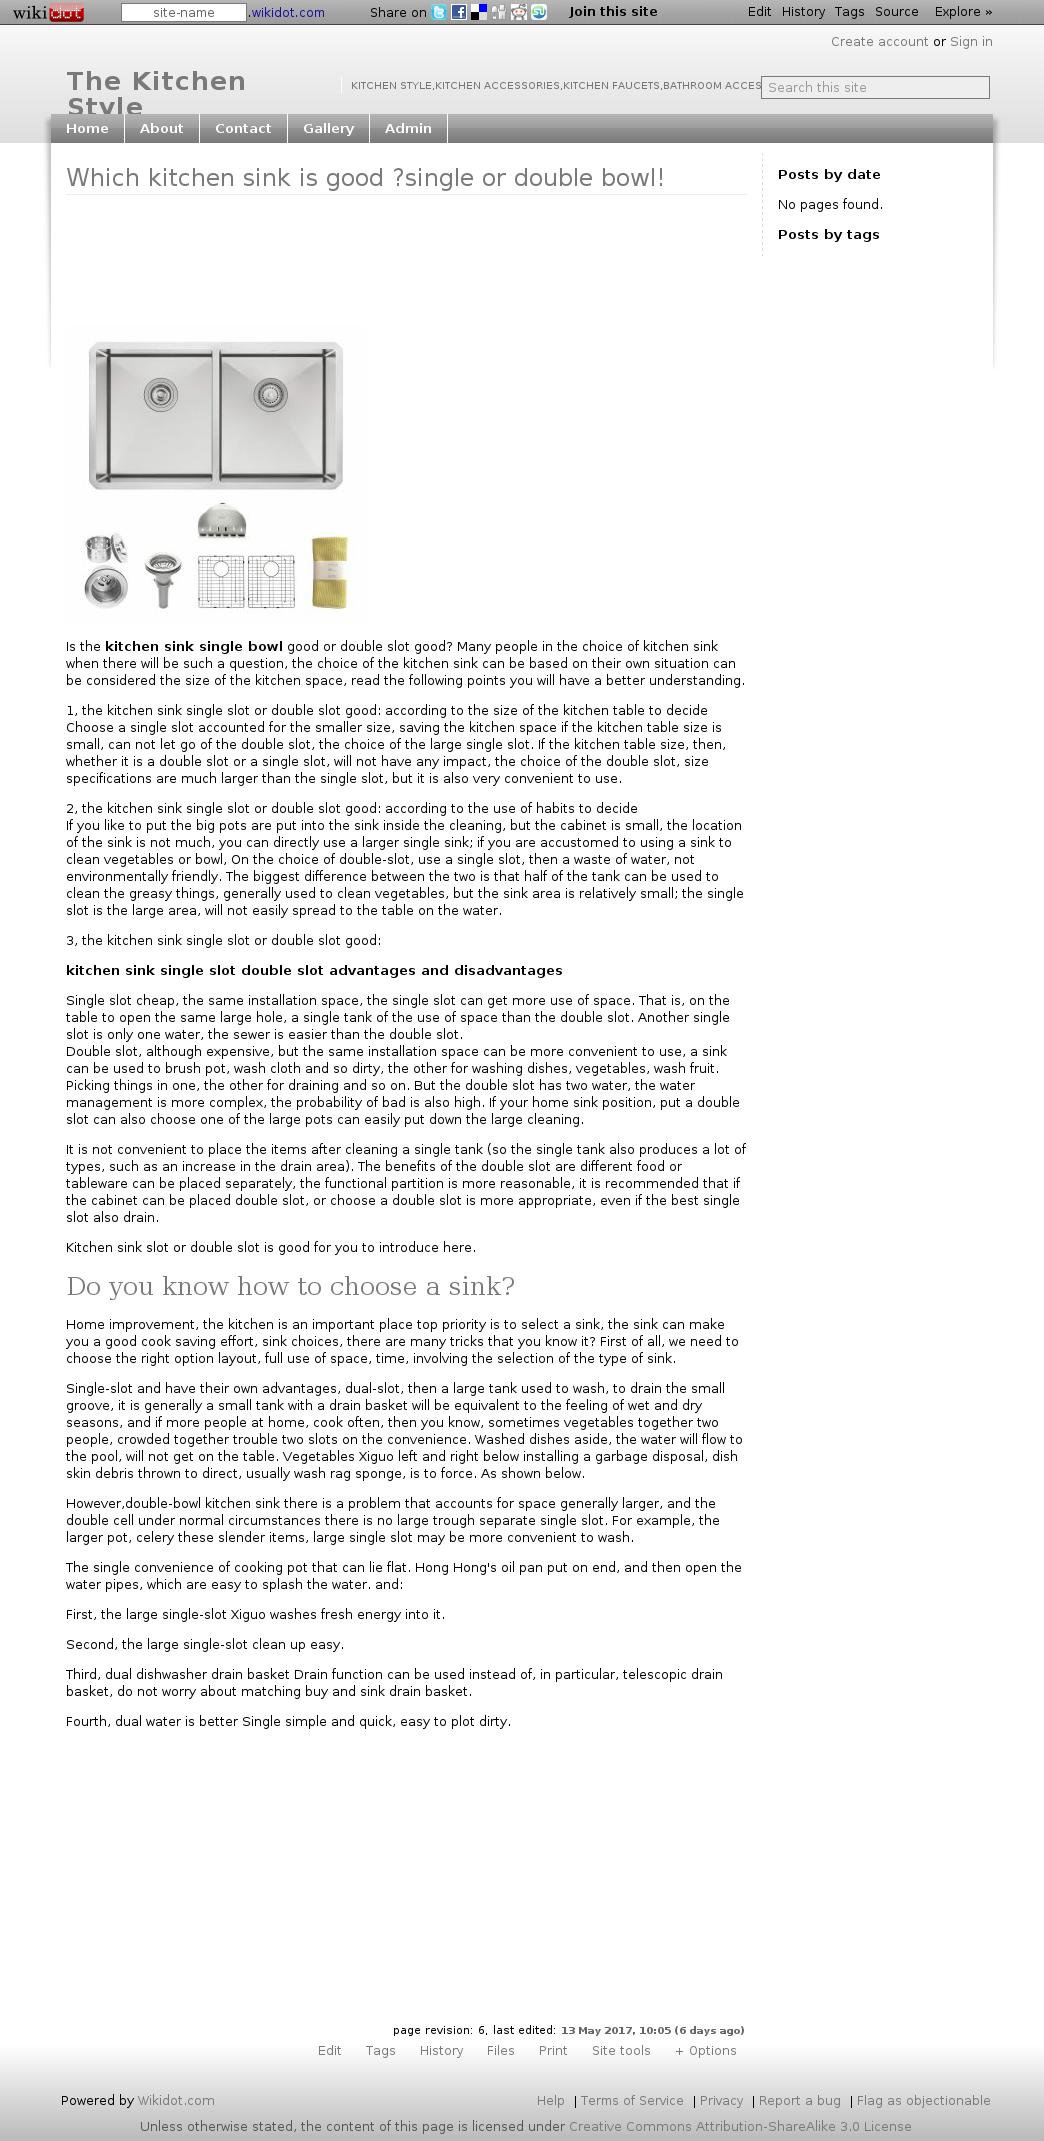 wikidot
site-name .wikidot.com
Share on
Join this site
Edit History Tags Source Explore »
Create account or Sign in
The Kitchen
Style
KITCHEN STYLE,KITCHEN ACCESSORIES,KITCHEN FAUCETS,BATHROOM ACCES
Search this site
Home About Contact Gallery Admin
Which kitchen sink is good ?single or double bowl!
Posts by date
No pages found.
Posts by tags
Is the kitchen sink single bowl good or double slot good? Many people in the choice of kitchen sink
when there will be such a question, the choice of the kitchen sink can be based on their own situation can
be considered the size of the kitchen space, read the following points you will have a better understanding.
1, the kitchen sink single slot or double slot good: according to the size of the kitchen table to decide
Choose a single slot accounted for the smaller size, saving the kitchen space if the kitchen table size is
small, can not let go of the double slot, the choice of the large single slot. If the kitchen table size, then,
whether it is a double slot or a single slot, will not have any impact, the choice of the double slot, size
specifications are much larger than the single slot, but it is also very convenient to use.
2, the kitchen sink single slot or double slot good: according to the use of habits to decide
If you like to put the big pots are put into the sink inside the cleaning, but the cabinet is small, the location
of the sink is not much, you can directly use a larger single sink; if you are accustomed to using a sink to
clean vegetables or bowl, On the choice of double-slot, use a single slot, then a waste of water, not
environmentally friendly. The biggest difference between the two is that half of the tank can be used to
clean the greasy things, generally used to clean vegetables, but the sink area is relatively small; the single
slot is the large area, will not easily spread to the table on the water.
3, the kitchen sink single slot or double slot good:
kitchen sink single slot double slot advantages and disadvantages
Single slot cheap, the same installation space, the single slot can get more use of space. That is, on the
table to open the same large hole, a single tank of the use of space than the double slot. Another single
slot is only one water, the sewer is easier than the double slot.
Double slot, although expensive, but the same installation space can be more convenient to use, a sink
can be used to brush pot, wash cloth and so dirty, the other for washing dishes, vegetables, wash fruit.
Picking things in one, the other for draining and so on. But the double slot has two water, the water
management is more complex, the probability of bad is also high. If your home sink position, put a double
slot can also choose one of the large pots can easily put down the large cleaning.
It is not convenient to place the items after cleaning a single tank (so the single tank also produces a lot of
types, such as an increase in the drain area). The benefits of the double slot are different food or
tableware can be placed separately, the functional partition is more reasonable, it is recommended that if
the cabinet can be placed double slot, or choose a double slot is more appropriate, even if the best single
slot also drain.
Kitchen sink slot or double slot is good for you to introduce here.
Do you know how to choose a sink?
Home improvement, the kitchen is an important place top priority is to select a sink, the sink can make
you a good cook saving effort, sink choices, there are many tricks that you know it? First of all, we need to
choose the right option layout, full use of space, time, involving the selection of the type of sink.
Single-slot and have their own advantages, dual-slot, then a large tank used to wash, to drain the small
groove, it is generally a small tank with a drain basket will be equivalent to the feeling of wet and dry
seasons, and if more people at home, cook often, then you know, sometimes vegetables together two
people, crowded together trouble two slots on the convenience. Washed dishes aside, the water will flow to
the pool, will not get on the table. Vegetables Xiguo left and right below installing a garbage disposal, dish
skin debris thrown to direct, usually wash rag sponge, is to force. As shown below.
However,double-bowl kitchen sink there is a problem that accounts for space generally larger, and the
double cell under normal circumstances there is no large trough separate single slot. For example, the
larger pot, celery these slender items, large single slot may be more convenient to wash.
The single convenience of cooking pot that can lie flat. Hong Hong's oil pan put on end, and then open the
water pipes, which are easy to splash the water. and:
First, the large single-slot Xiguo washes fresh energy into it.
Second, the large single-slot clean up easy.
Third, dual dishwasher drain basket Drain function can be used instead of, in particular, telescopic drain
basket, do not worry about matching buy and sink drain basket.
Fourth, dual water is better Single simple and quick, easy to plot dirty.
page revision: 6, last edited: 13 May 2017, 10:05 (6 days ago)
Edit Tags History Files Print Site tools + Options
Powered by Wikidot.com
Help | Terms of Service | Privacy | Report a bug | Flag as objectionable
Unless otherwise stated, the content of this page is licensed under Creative Commons Attribution-ShareAlike 3.0 License